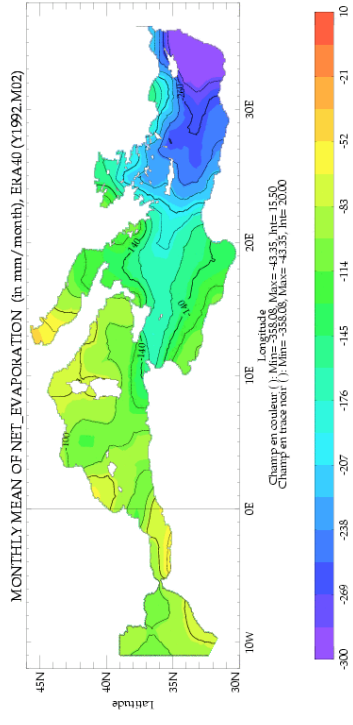 MONTHLY MEAN OF NET_EVAPORATION (in mm/month), ERA40 (Y1992.M02)
45N
40N
35N
30N
Latitude
10W
0E
10E
20E
30E
Longitude
-100
-140
-140
-140
-260
Champ en couleur ( ): Min= -358.08, Max= -43.35, Int= 15.50
Champ en trace noir ( ): Min= -358.08, Max= -43.35, Int= 20.00
-300
-269
-238
-207
-176
-145
-114
-83
-52
-21
10